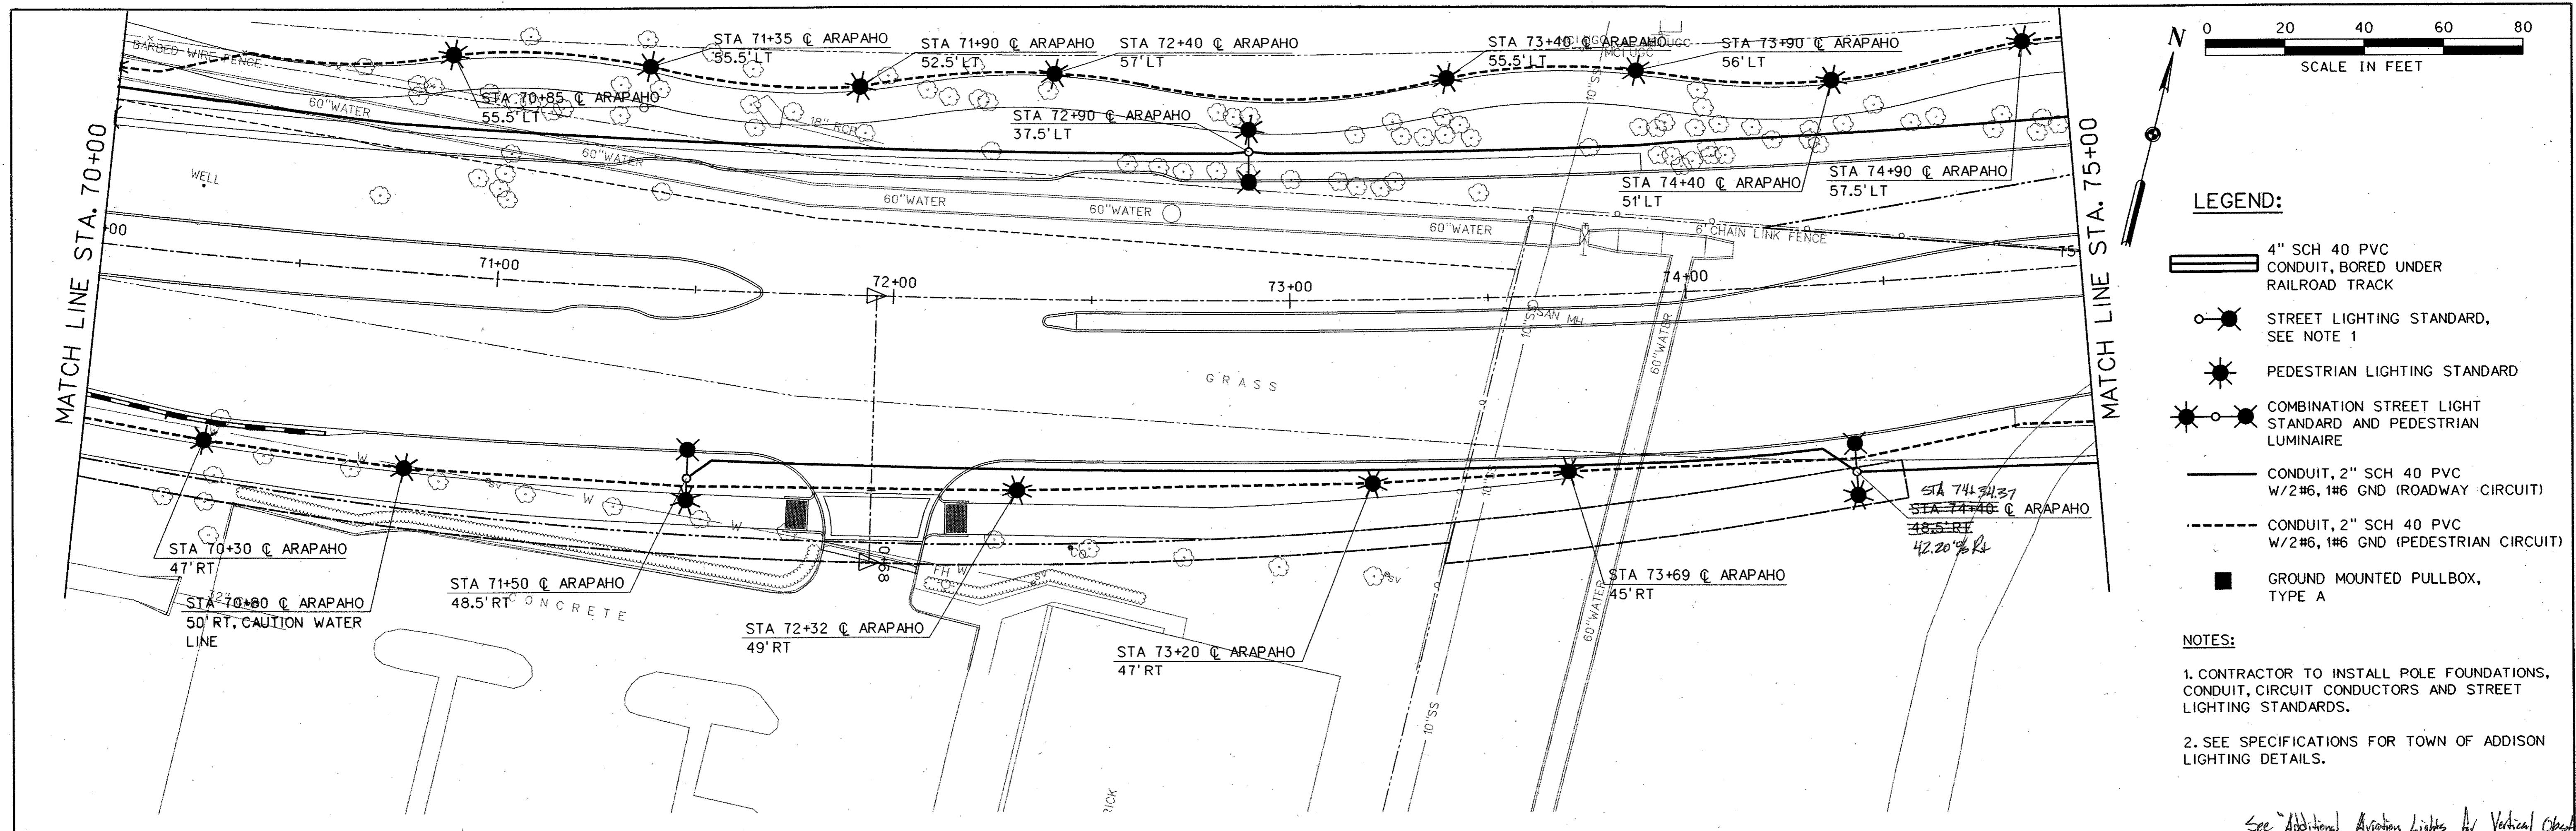 STA 71+35 ℄ ARAPAHO
55.5' LT
STA 71+90 ℄ ARAPAHO
52.5' LT
STA 72+40 ℄ ARAPAHO
57' LT
STA 73+40 ℄ ARAPAHO
55.5' LT
STA 73+90 ℄ ARAPAHO
56' LT
BARBED WIRE FENCE
STA 70+85 ℄ ARAPAHO
55.5' LT
STA 72+90 ℄ ARAPAHO
37.5' LT
STA 74+40 ℄ ARAPAHO
51' LT
STA 74+90 ℄ ARAPAHO
57.5' LT
60"WATER
18" RCP
10"SS
60"WATER
WELL
60"WATER
60"WATER
60"WATER
6' CHAIN LINK FENCE
MATCH LINE STA. 70+00
MATCH LINE STA. 75+00
+00
71+00
72+00
73+00
74+00
75
SAN MH
10"SS
60"WATER
GRASS
W
W
W
W
SV
10"SS
STA 70+30 ℄ ARAPAHO
47' RT
STA 70+80 ℄ ARAPAHO
50' RT, CAUTION WATER
LINE
STA 71+50 ℄ ARAPAHO
48.5' RT
CONCRETE
0+68
FH W
SV
SV
STA 72+32 ℄ ARAPAHO
49' RT
STA 73+20 ℄ ARAPAHO
47' RT
STA 73+69 ℄ ARAPAHO
45' RT
STA 74+34.37
STA 74+40 ℄ ARAPAHO
48.5' RT
42.20' % Rt
60"WATER
10"SS
RICK
N
0 20 40 60 80
SCALE IN FEET
LEGEND:
4" SCH 40 PVC
CONDUIT, BORED UNDER
RAILROAD TRACK
STREET LIGHTING STANDARD,
SEE NOTE 1
PEDESTRIAN LIGHTING STANDARD
COMBINATION STREET LIGHT
STANDARD AND PEDESTRIAN
LUMINAIRE
CONDUIT, 2" SCH 40 PVC
W/2#6, 1#6 GND (ROADWAY CIRCUIT)
CONDUIT, 2" SCH 40 PVC
W/2#6, 1#6 GND (PEDESTRIAN CIRCUIT)
GROUND MOUNTED PULLBOX,
TYPE A
NOTES:
1. CONTRACTOR TO INSTALL POLE FOUNDATIONS,
CONDUIT, CIRCUIT CONDUCTORS AND STREET
LIGHTING STANDARDS.
2. SEE SPECIFICATIONS FOR TOWN OF ADDISON
LIGHTING DETAILS.
See "Additional Aviation Lights for Vertical